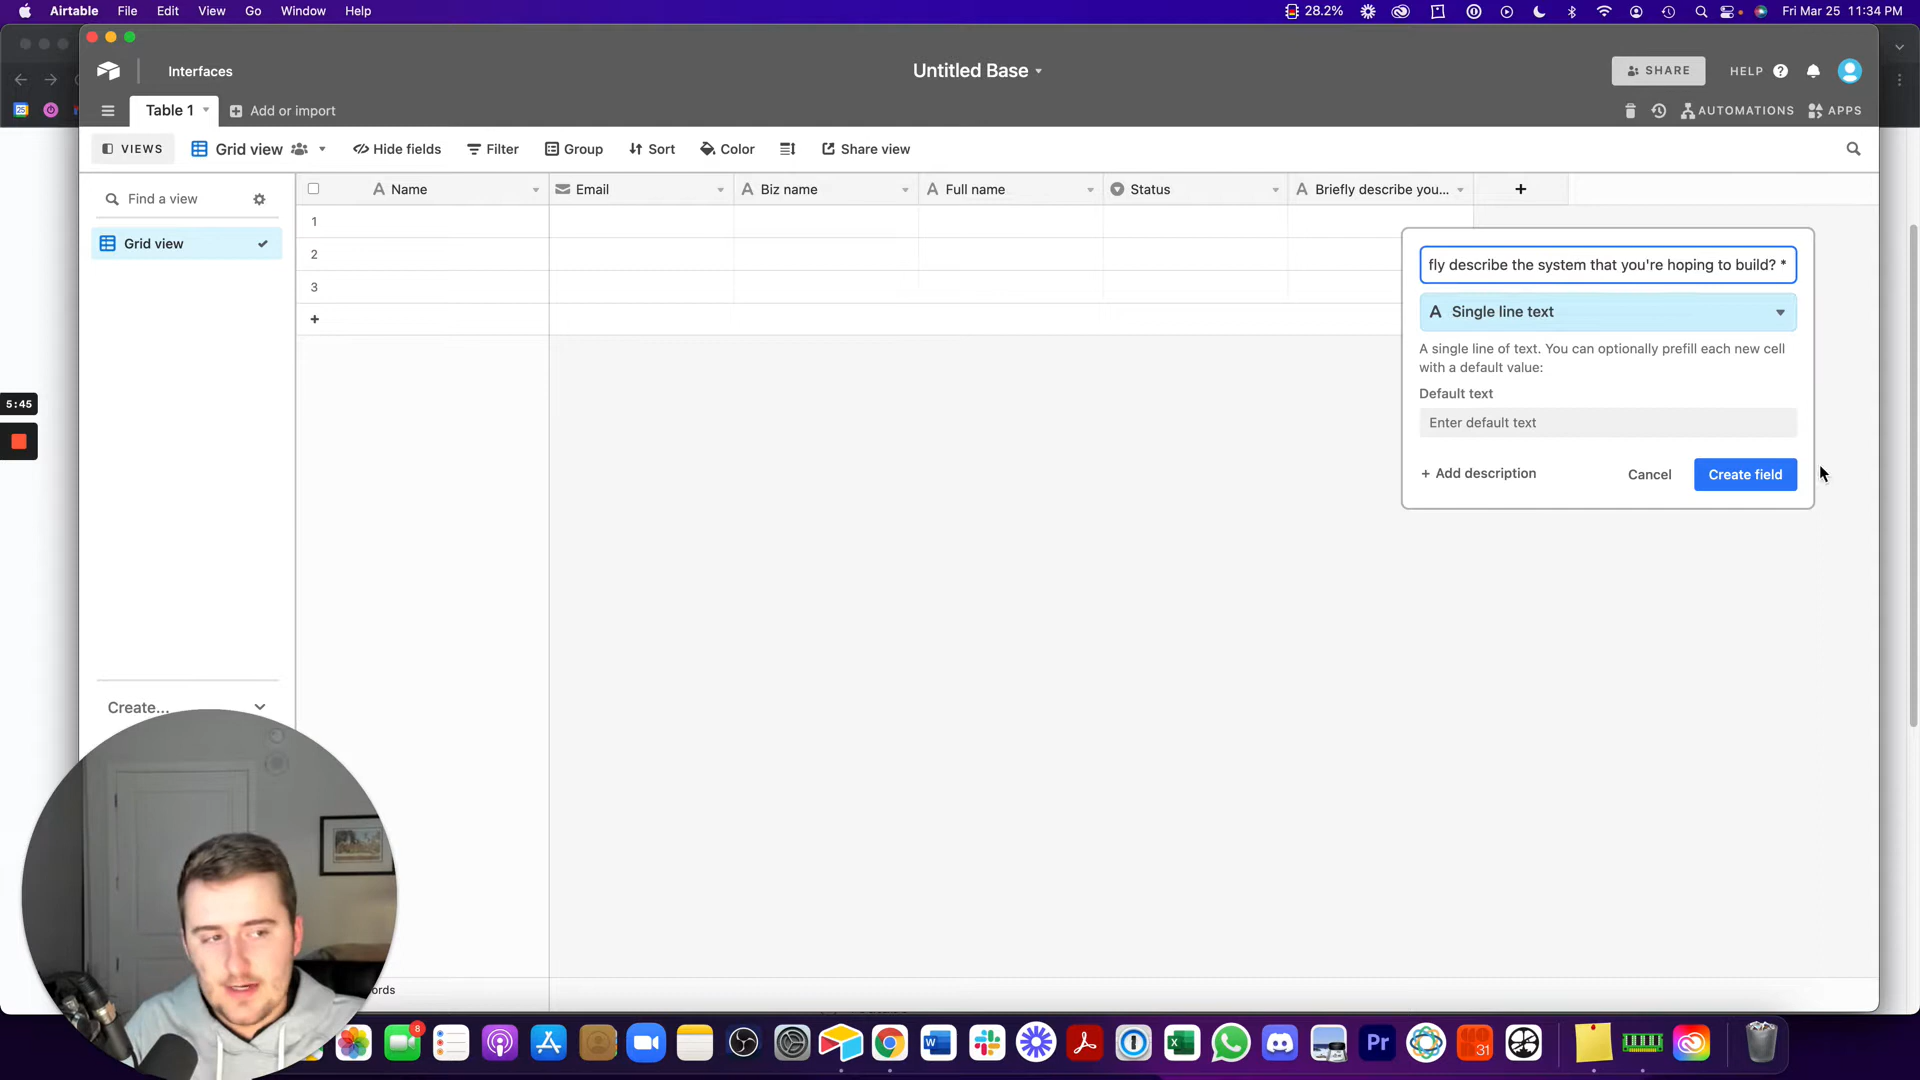 Airtable File Edit View Go Window Help
28.2% Fri Mar 25 11:34 PM
Interfaces
Untitled Base
SHARE
HELP
Table 1
Add or import
AUTOMATIONS
APPS
VIEWS
Grid view
Hide fields
Filter
Group
Sort
Color
Share view
Find a view
Grid view
Name
Email
Biz name
Full name
Status
Briefly describe you...
1
2
3
fly describe the system that you're hoping to build? *
Single line text
A single line of text. You can optionally prefill each new cell
with a default value:
Default text
Enter default text
+ Add description
Cancel
Create field
5:45
Create...
ords
8
W
Pr
31